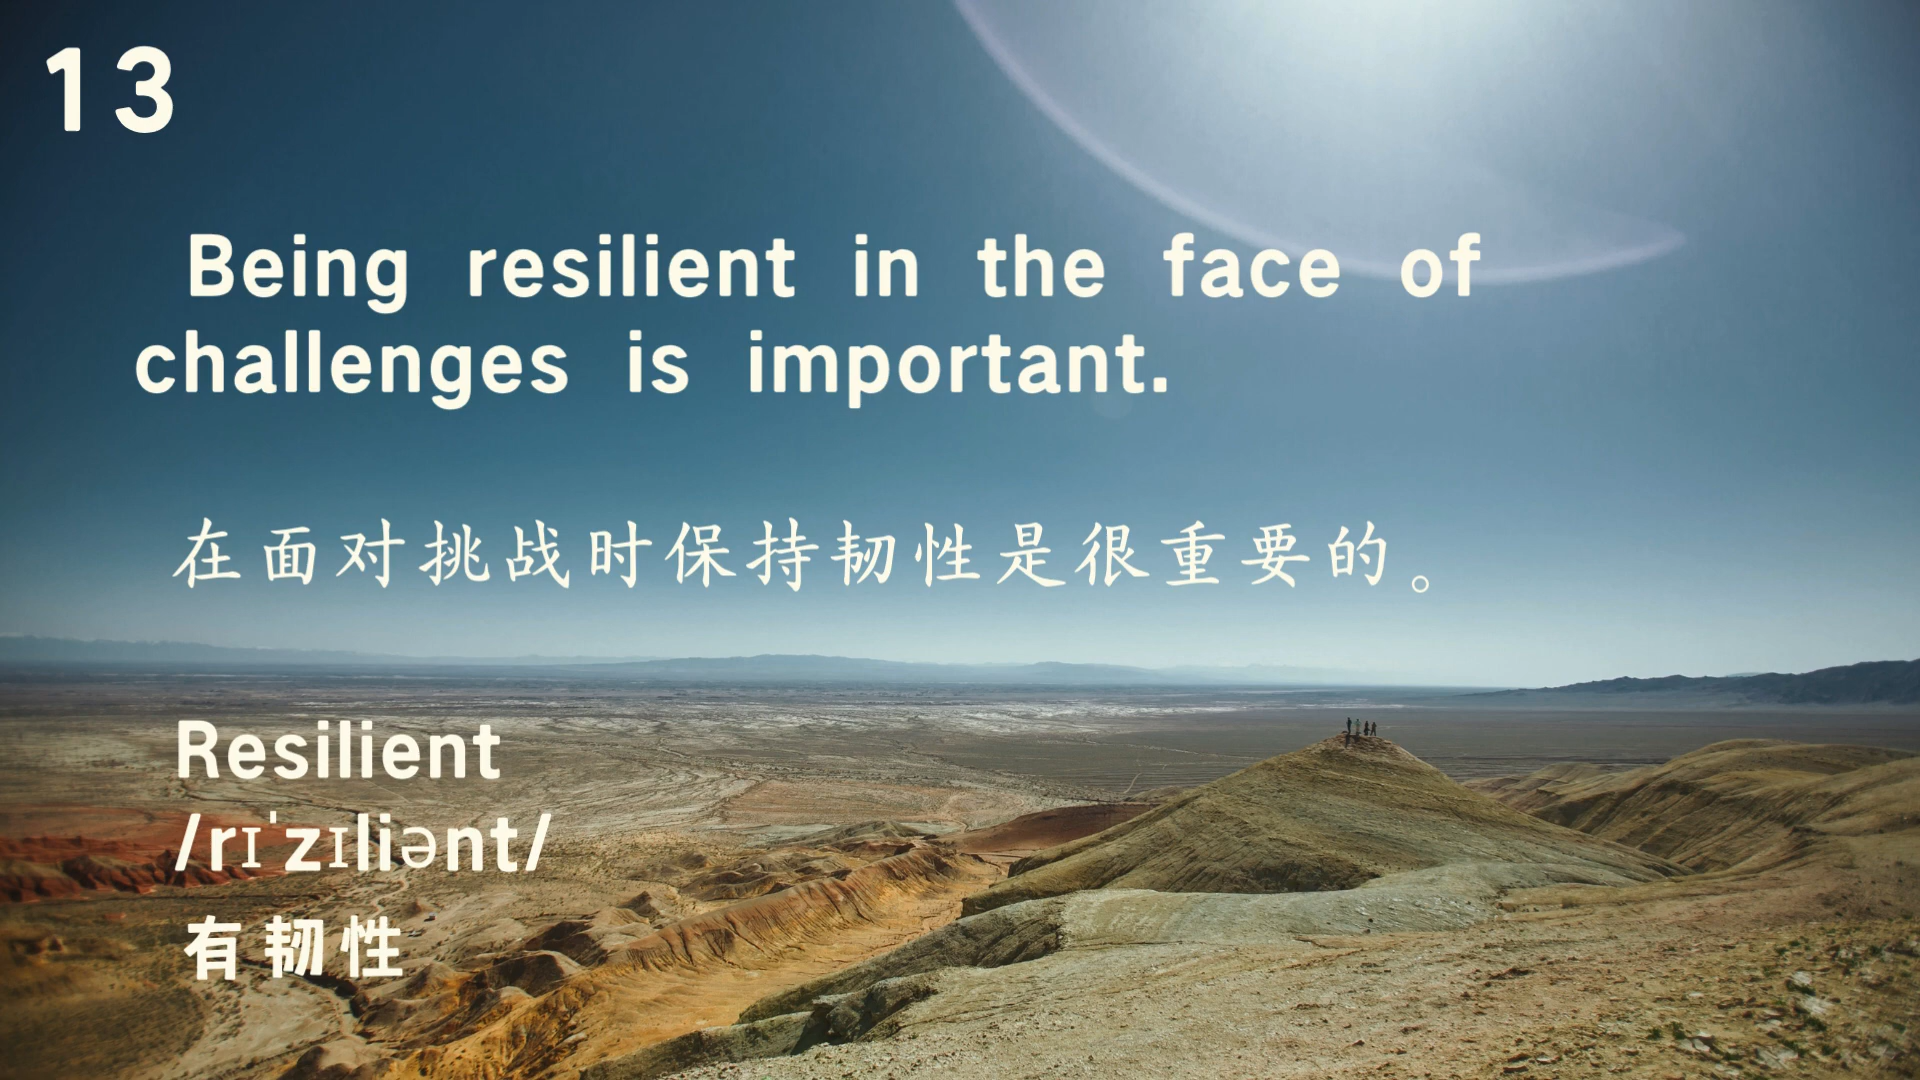 13
Being resilient in the face of
challenges is important.
在面对挑战时保持韧性是很重要的。
Resilient
/rɪˈzɪliənt/
有韧性